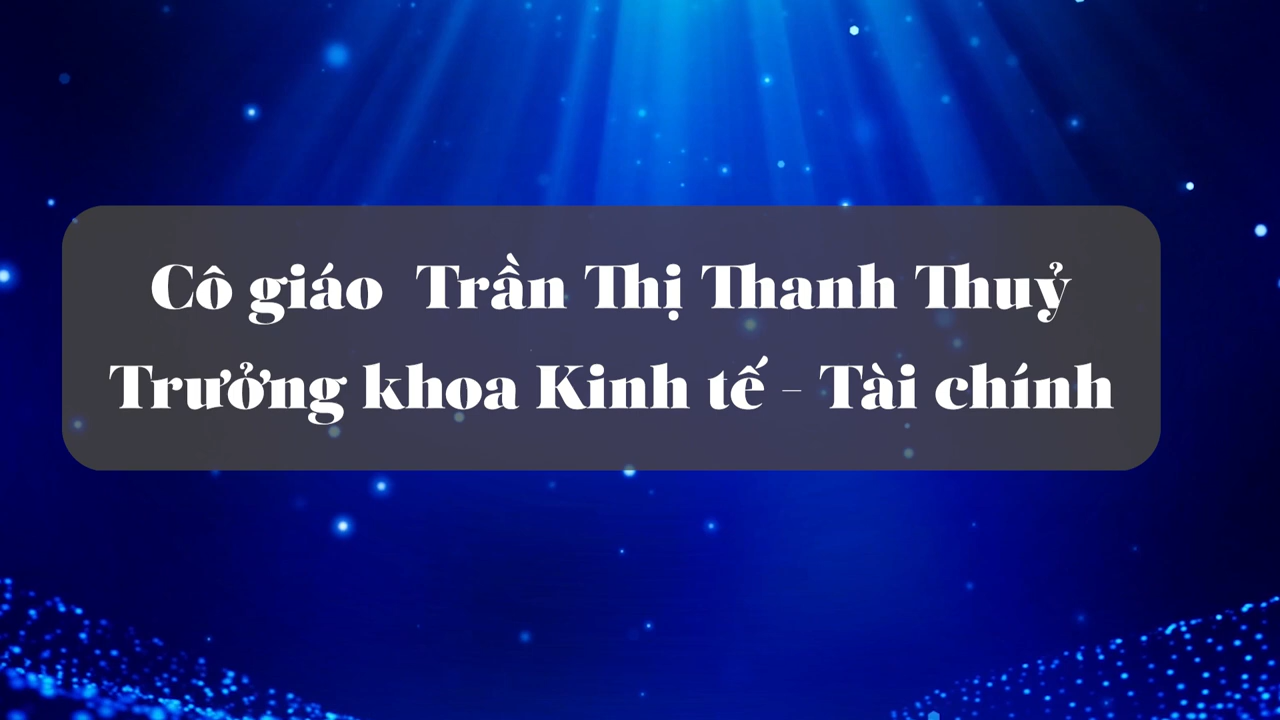 Cô giáo Trần Thị Thanh Thuỷ
Trưởng khoa Kinh tế - Tài chính